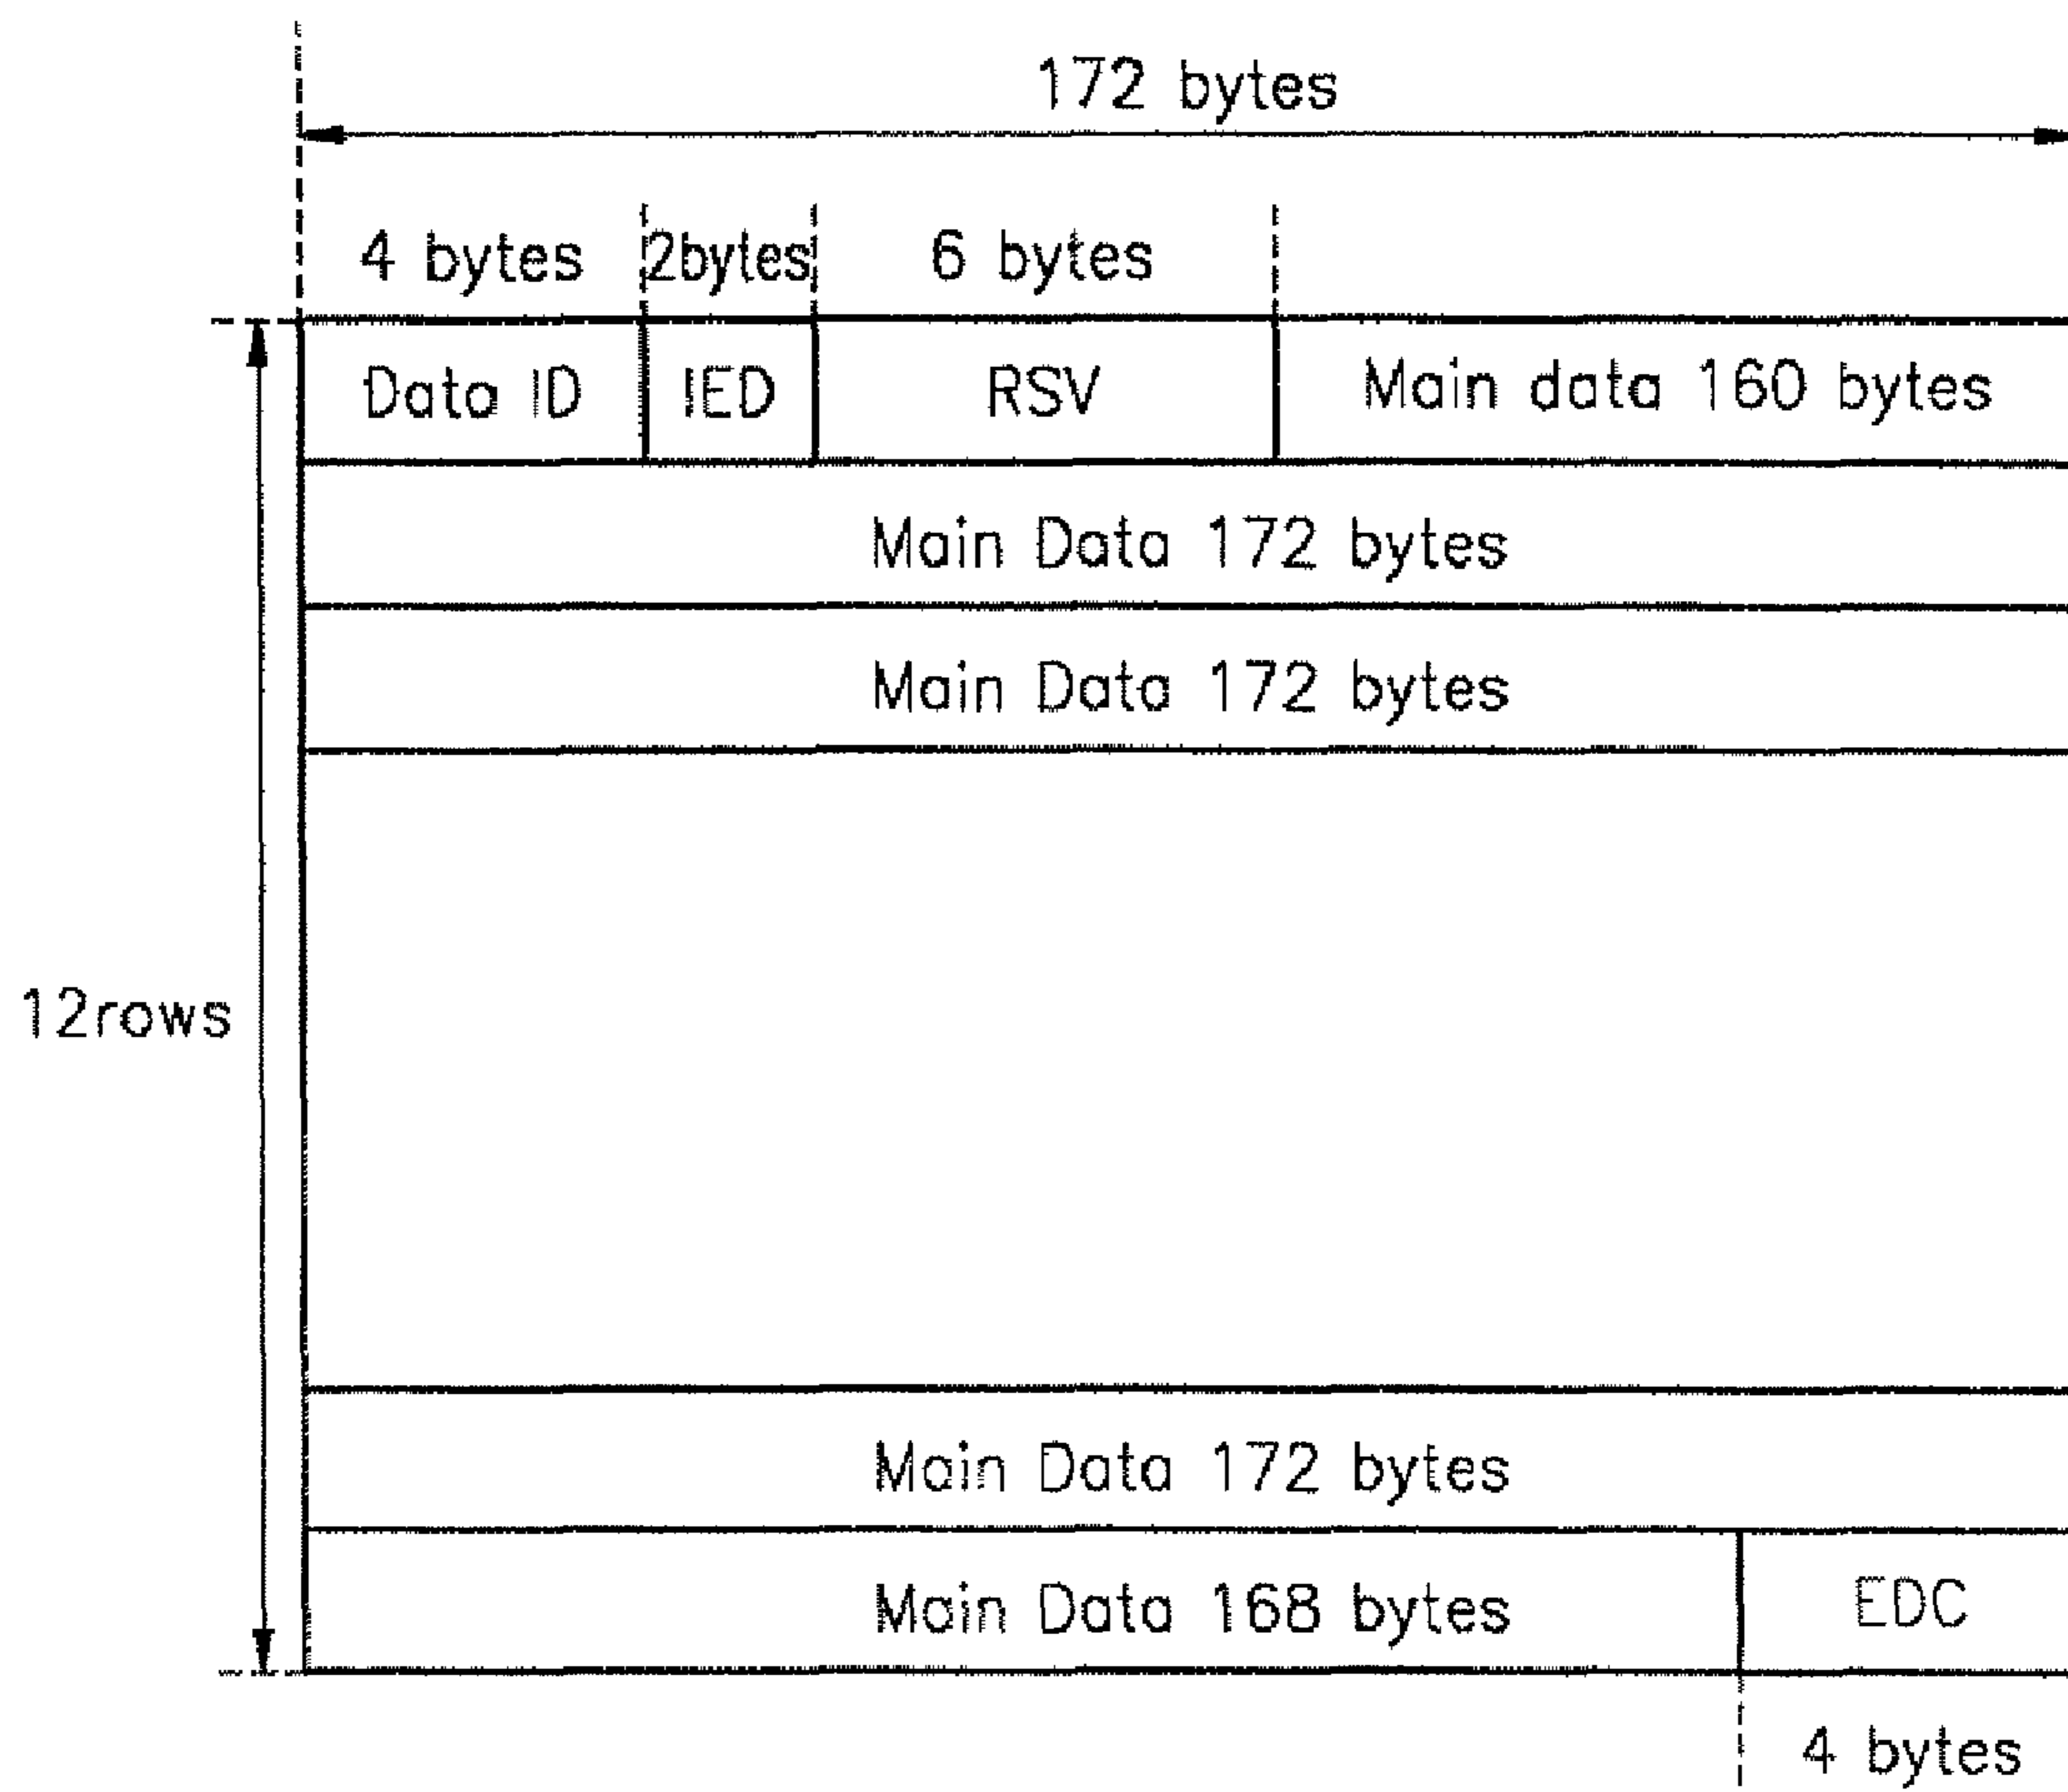 172 bytes
4 bytes 2bytes 6 bytes
Data ID IED RSV Main data 160 bytes
Main Data 172 bytes
Main Data 172 bytes
12rows
Main Data 172 bytes
Main Data 168 bytes EDC
4 bytes